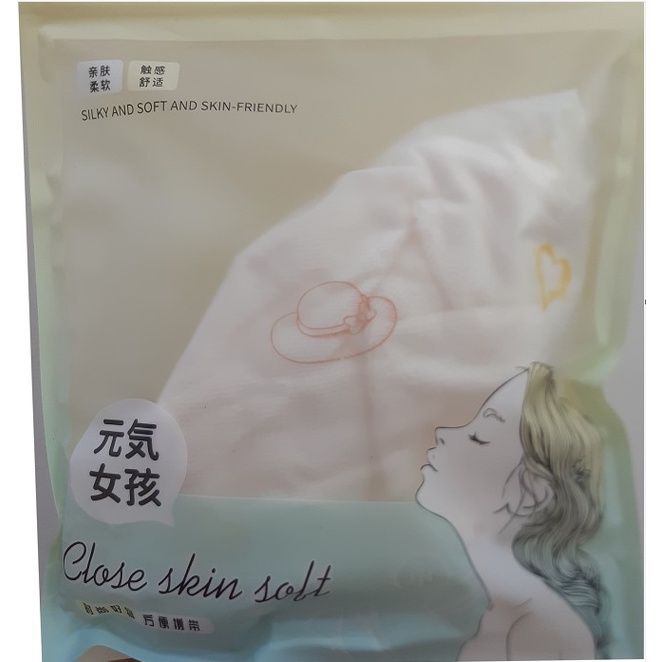 亲肤 触感
柔软 舒适
SILKY AND SOFT AND SKIN-FRIENDLY
元気
女孩
Close skin soft
方便携带